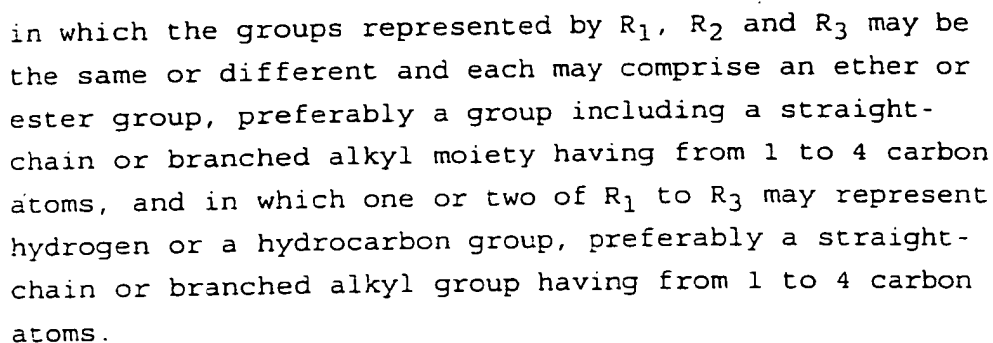 in which the groups represented by R₁, R₂ and R₃ may be
the same or different and each may comprise an ether or
ester group, preferably a group including a straight-
chain or branched alkyl moiety having from 1 to 4 carbon
atoms, and in which one or two of R₁ to R₃ may represent
hydrogen or a hydrocarbon group, preferably a straight-
chain or branched alkyl group having from 1 to 4 carbon
atoms.